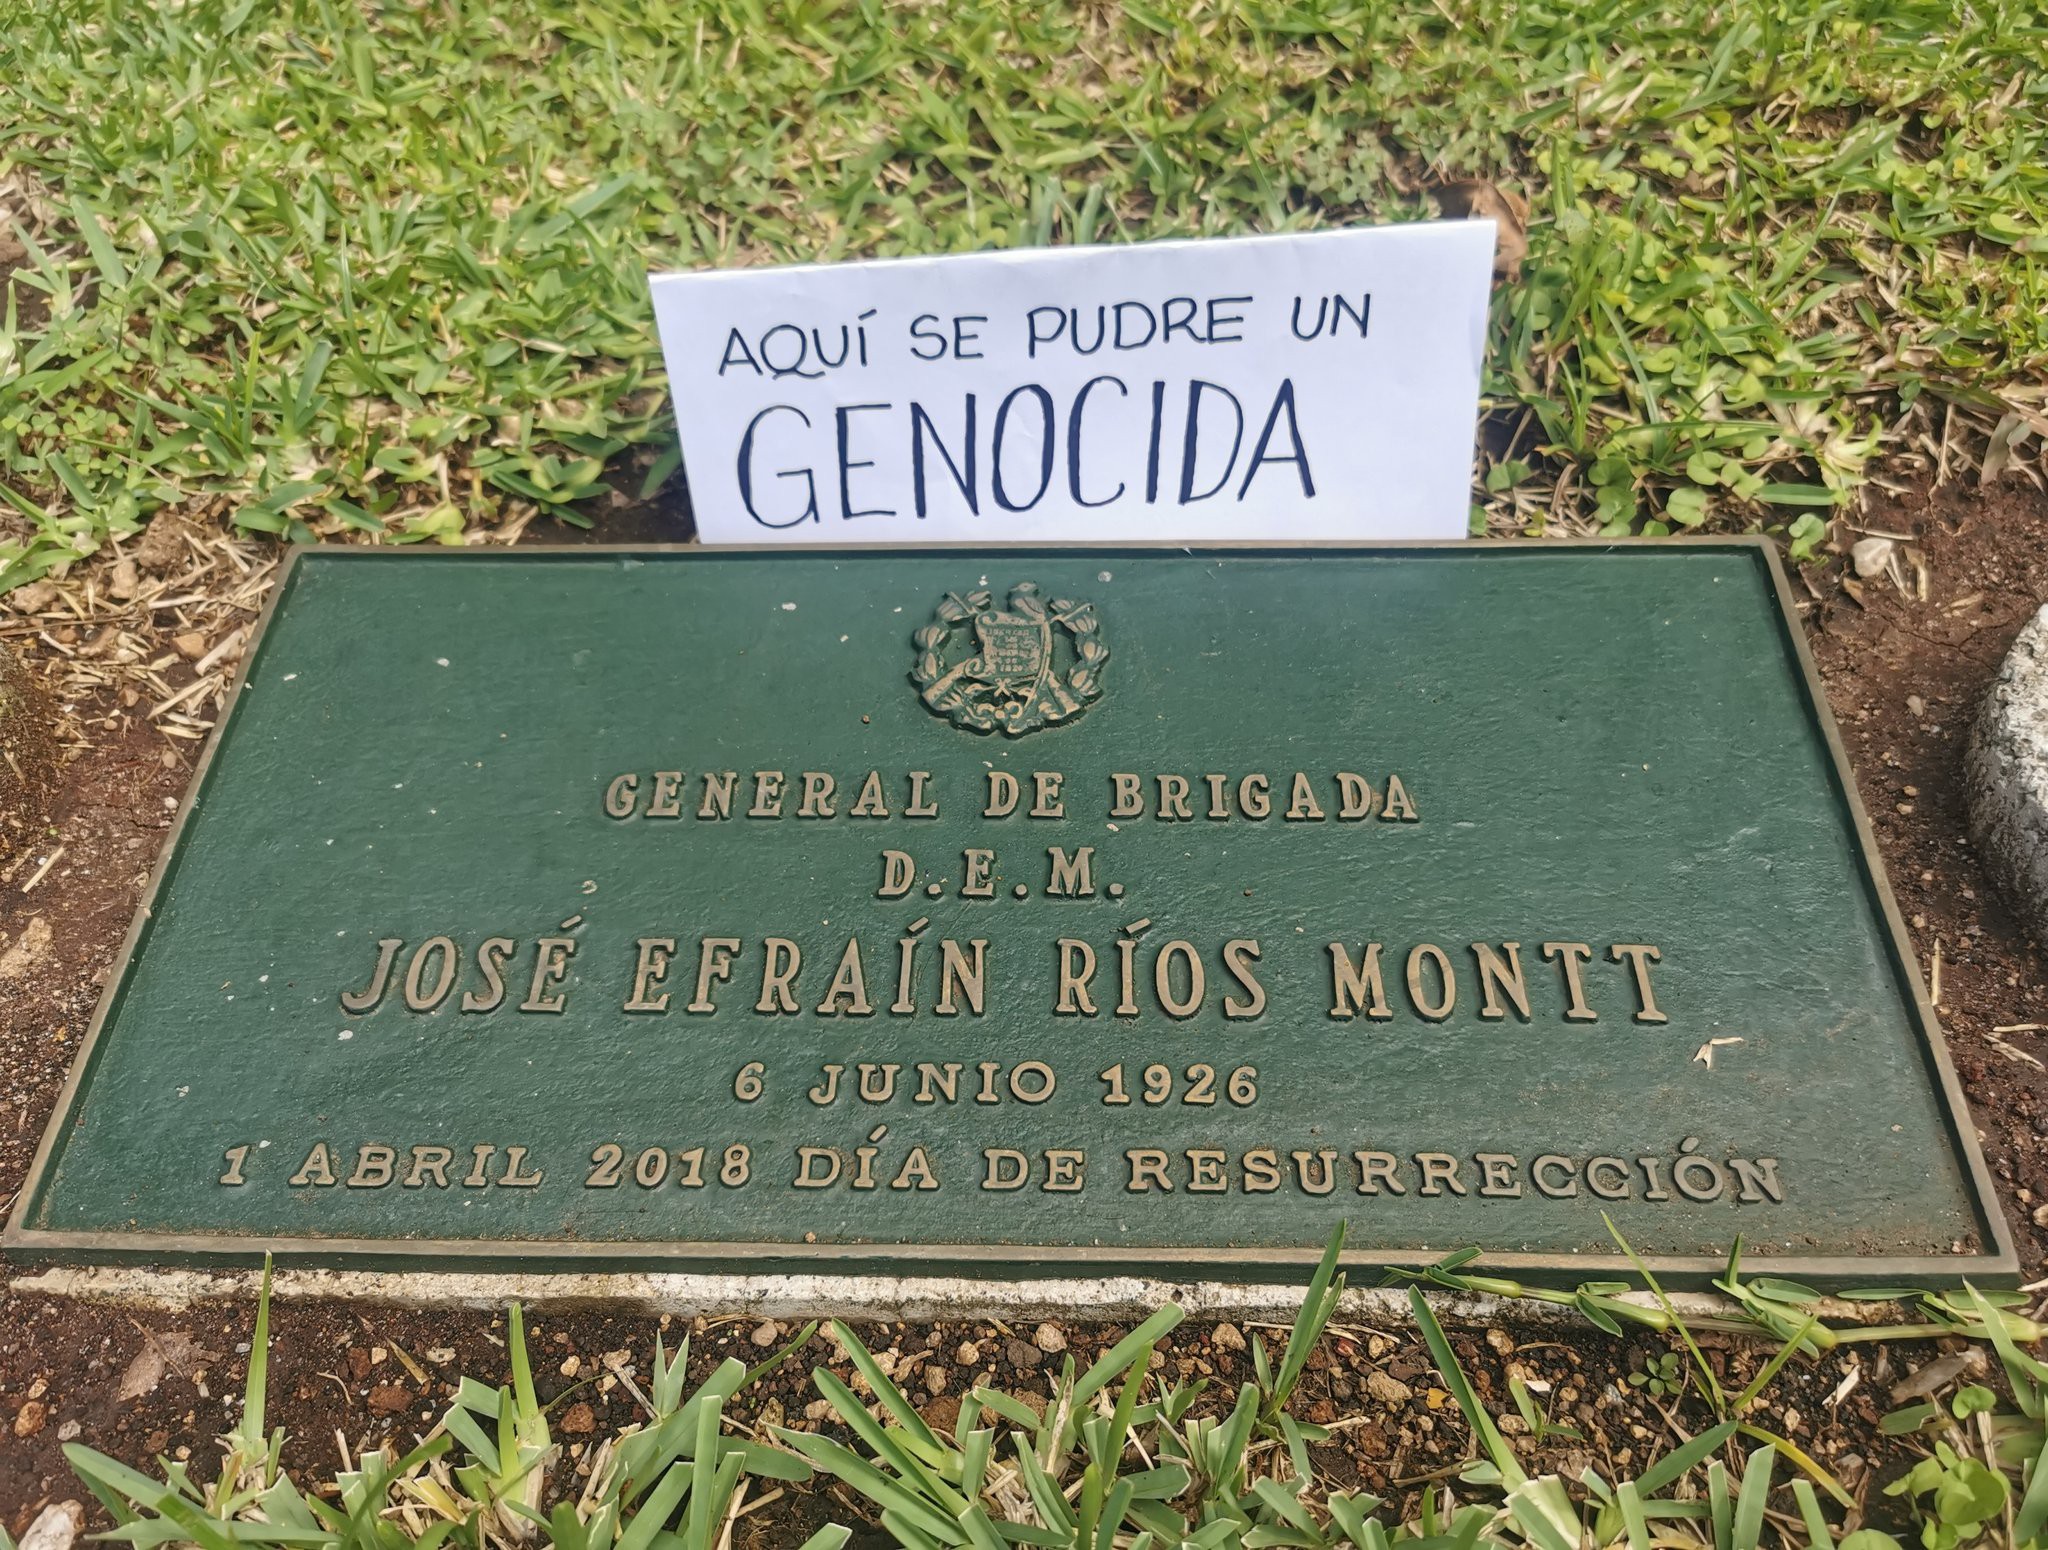 AQUÍ SE PUDRE UN
GENOCIDA
GENERAL DE BRIGADA
D.E.M.
JOSÉ EFRAÍN RÍOS MONTT
6 JUNIO 1926
1 ABRIL 2018 DÍA DE RESURRECCIÓN